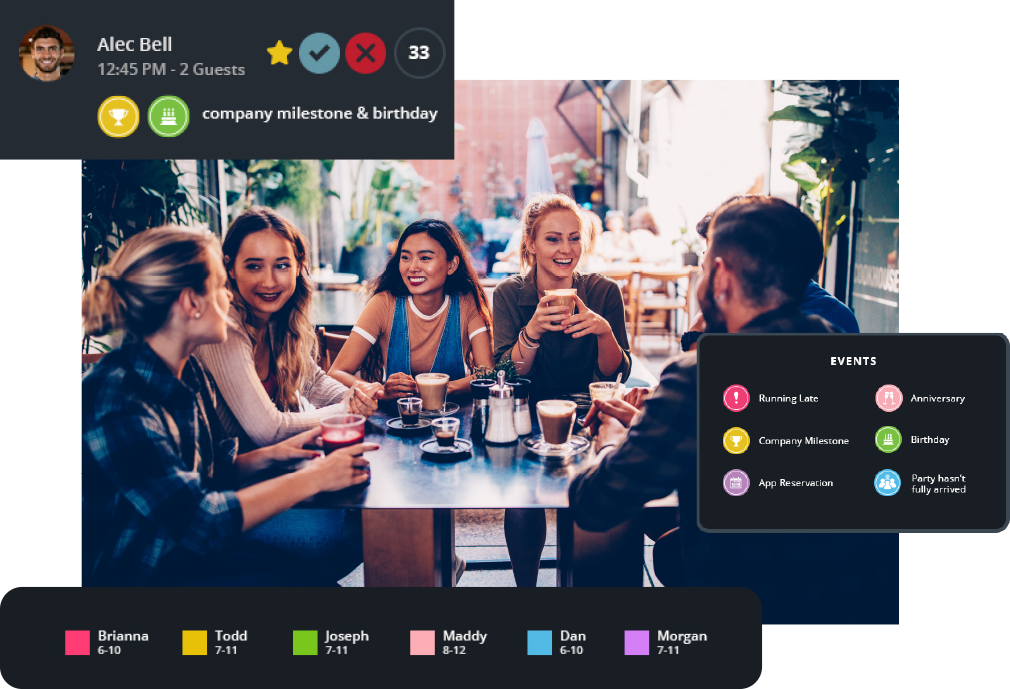 Alec Bell
12:45 PM - 2 Guests
33
company milestone & birthday
EVENTS
Running Late
Anniversary
Company Milestone
Birthday
App Reservation
Party hasn't
fully arrived
Brianna
6-10
Todd
7-11
Joseph
7-11
Maddy
8-12
Dan
6-10
Morgan
7-11